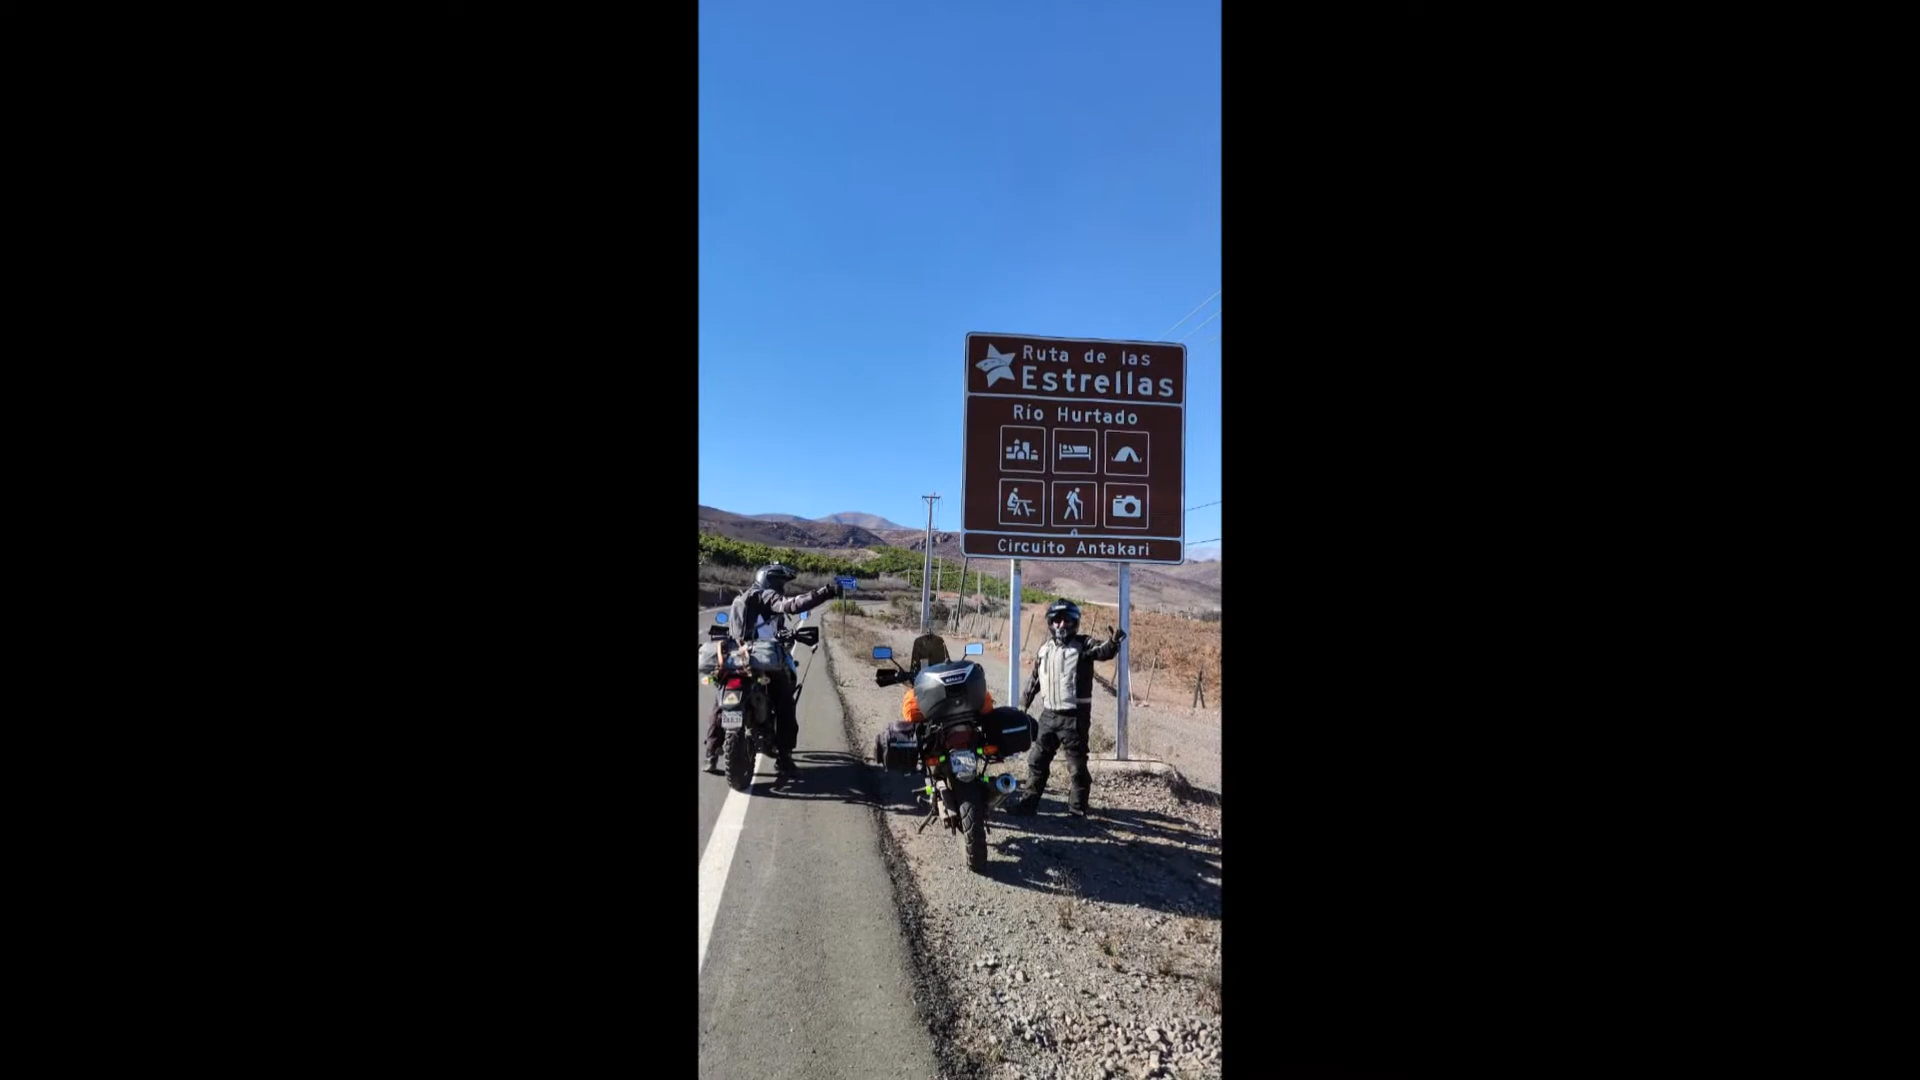 Ruta de las
Estrellas
Río Hurtado
Circuito Antakari